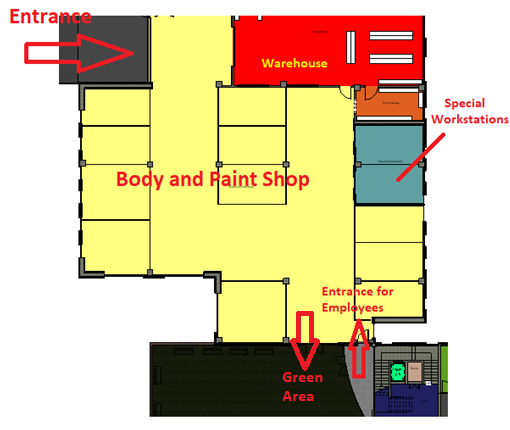 Entrance
Warehouse
Special
Workstations
Body and Paint Shop
Entrance for
Employees
Green
Area